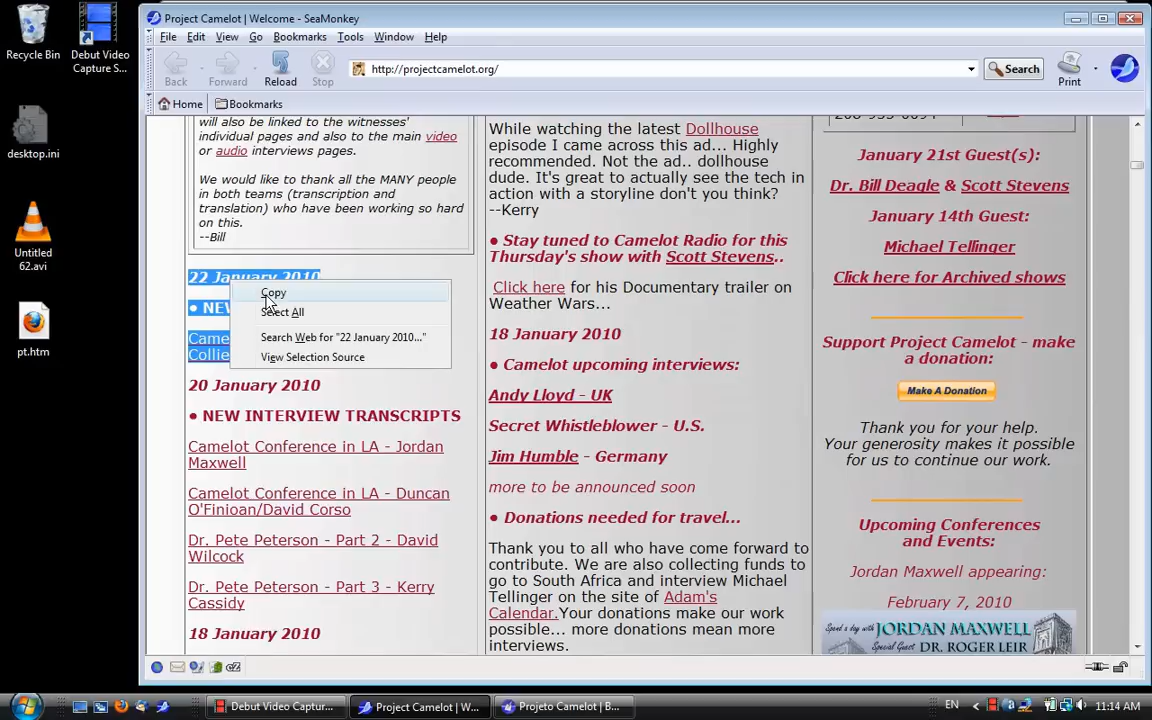 Recycle Bin
Debut Video
Capture S...
desktop.ini
Untitled
62.avi
pt.htm
Project Camelot | Welcome - SeaMonkey
File Edit View Go Bookmarks Tools Window Help
Back Forward Reload Stop
http://projectcamelot.org/
Search
Print
Home Bookmarks
will also be linked to the witnesses'
individual pages and also to the main video
or audio interviews pages.
We would like to thank all the MANY people
in both teams (transcription and
translation) who have been working so hard
on this.
--Bill
22 January 2010
● NEW
Came
Collie
Copy
Select All
Search Web for "22 January 2010..."
View Selection Source
20 January 2010
● NEW INTERVIEW TRANSCRIPTS
Camelot Conference in LA - Jordan
Maxwell
Camelot Conference in LA - Duncan
O'Finioan/David Corso
Dr. Pete Peterson - Part 2 - David
Wilcock
Dr. Pete Peterson - Part 3 - Kerry
Cassidy
18 January 2010
While watching the latest Dollhouse
episode I came across this ad... Highly
recommended. Not the ad.. dollhouse
dude. It's great to actually see the tech in
action with a storyline don't you think?
--Kerry
● Stay tuned to Camelot Radio for this
Thursday's show with Scott Stevens..
Click here for his Documentary trailer on
Weather Wars...
18 January 2010
● Camelot upcoming interviews:
Andy Lloyd - UK
Secret Whistleblower - U.S.
Jim Humble - Germany
more to be announced soon
● Donations needed for travel...
Thank you to all who have come forward to
contribute. We are also collecting funds to
go to South Africa and interview Michael
Tellinger on the site of Adam's
Calendar.Your donations make our work
possible... more donations mean more
interviews.
January 21st Guest(s):
Dr. Bill Deagle & Scott Stevens
January 14th Guest:
Michael Tellinger
Click here for Archived shows
Support Project Camelot - make
a donation:
Make A Donation
Thank you for your help.
Your generosity makes it possible
for us to continue our work.
Upcoming Conferences
and Events:
Jordan Maxwell appearing:
February 7, 2010
Spend a day with JORDAN MAXWELL
Special Guest DR. ROGER LEIR
Debut Video Captur...
Project Camelot | W...
Projeto Camelot | B...
EN
11:14 AM